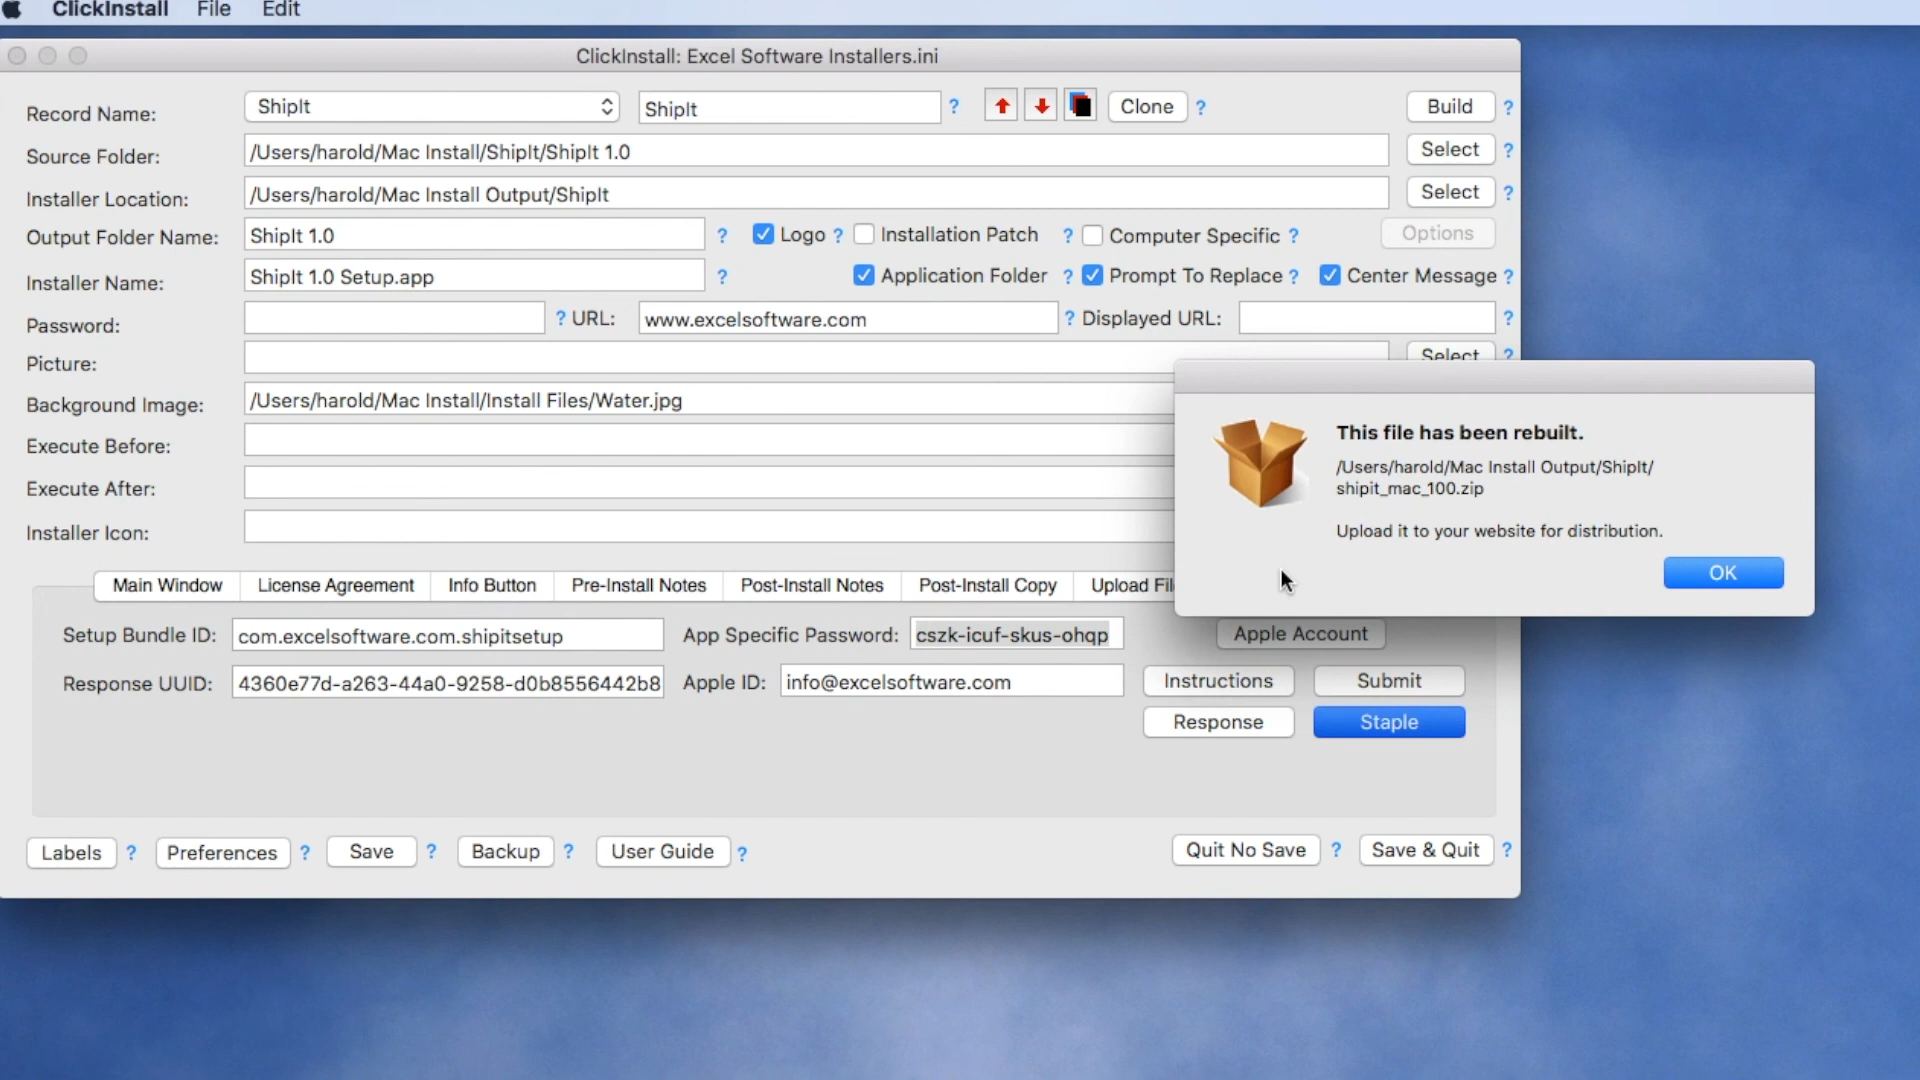 ClickInstall File Edit
ClickInstall: Excel Software Installers.ini
Record Name: ShipIt ShipIt ? Clone ? Build ?
Source Folder: /Users/harold/Mac Install/ShipIt/ShipIt 1.0 Select ?
Installer Location: /Users/harold/Mac Install Output/ShipIt Select ?
Output Folder Name: ShipIt 1.0 ? Logo ? Installation Patch ? Computer Specific ? Options
Installer Name: ShipIt 1.0 Setup.app ? Application Folder ? Prompt To Replace ? Center Message ?
Password: ? URL: www.excelsoftware.com ? Displayed URL: ?
Picture: Select ?
Background Image: /Users/harold/Mac Install/Install Files/Water.jpg
Execute Before:
Execute After:
Installer Icon:
This file has been rebuilt.
/Users/harold/Mac Install Output/ShipIt/
shipit_mac_100.zip
Upload it to your website for distribution.
OK
Main Window License Agreement Info Button Pre-Install Notes Post-Install Notes Post-Install Copy Upload Fil
Setup Bundle ID: com.excelsoftware.com.shipitsetup App Specific Password: cszk-icuf-skus-ohqp Apple Account
Response UUID: 4360e77d-a263-44a0-9258-d0b8556442b8 Apple ID: info@excelsoftware.com Instructions Submit
Response Staple
Labels ? Preferences ? Save ? Backup ? User Guide ? Quit No Save ? Save & Quit ?